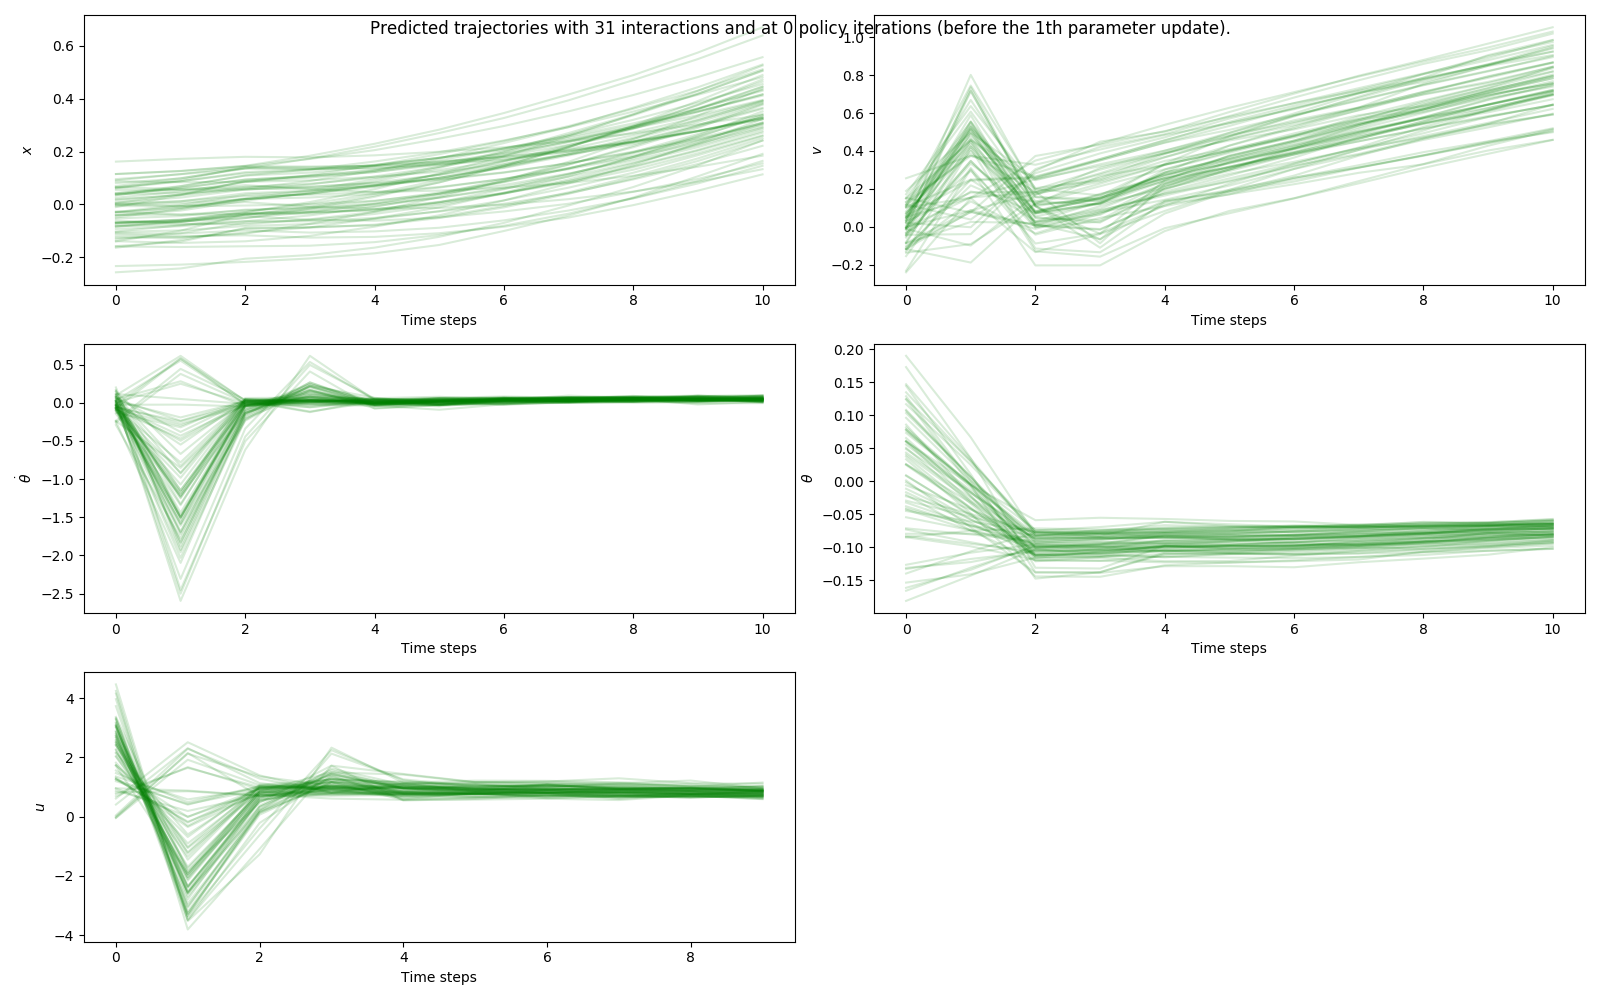 Predicted trajectories with 31 interactions and at 0 policy iterations (before the 1th parameter update).
0.6
0.4
0.2
0.0
−0.2
x
0 2 4 6 8 10
Time steps
1.0
0.8
0.6
0.4
0.2
0.0
−0.2
v
0 2 4 6 8 10
Time steps
0.5
0.0
−0.5
−1.0
−1.5
−2.0
−2.5
θ̇
0 2 4 6 8 10
Time steps
0.20
0.15
0.10
0.05
0.00
−0.05
−0.10
−0.15
θ
0 2 4 6 8 10
Time steps
4
2
0
−2
−4
u
0 2 4 6 8
Time steps